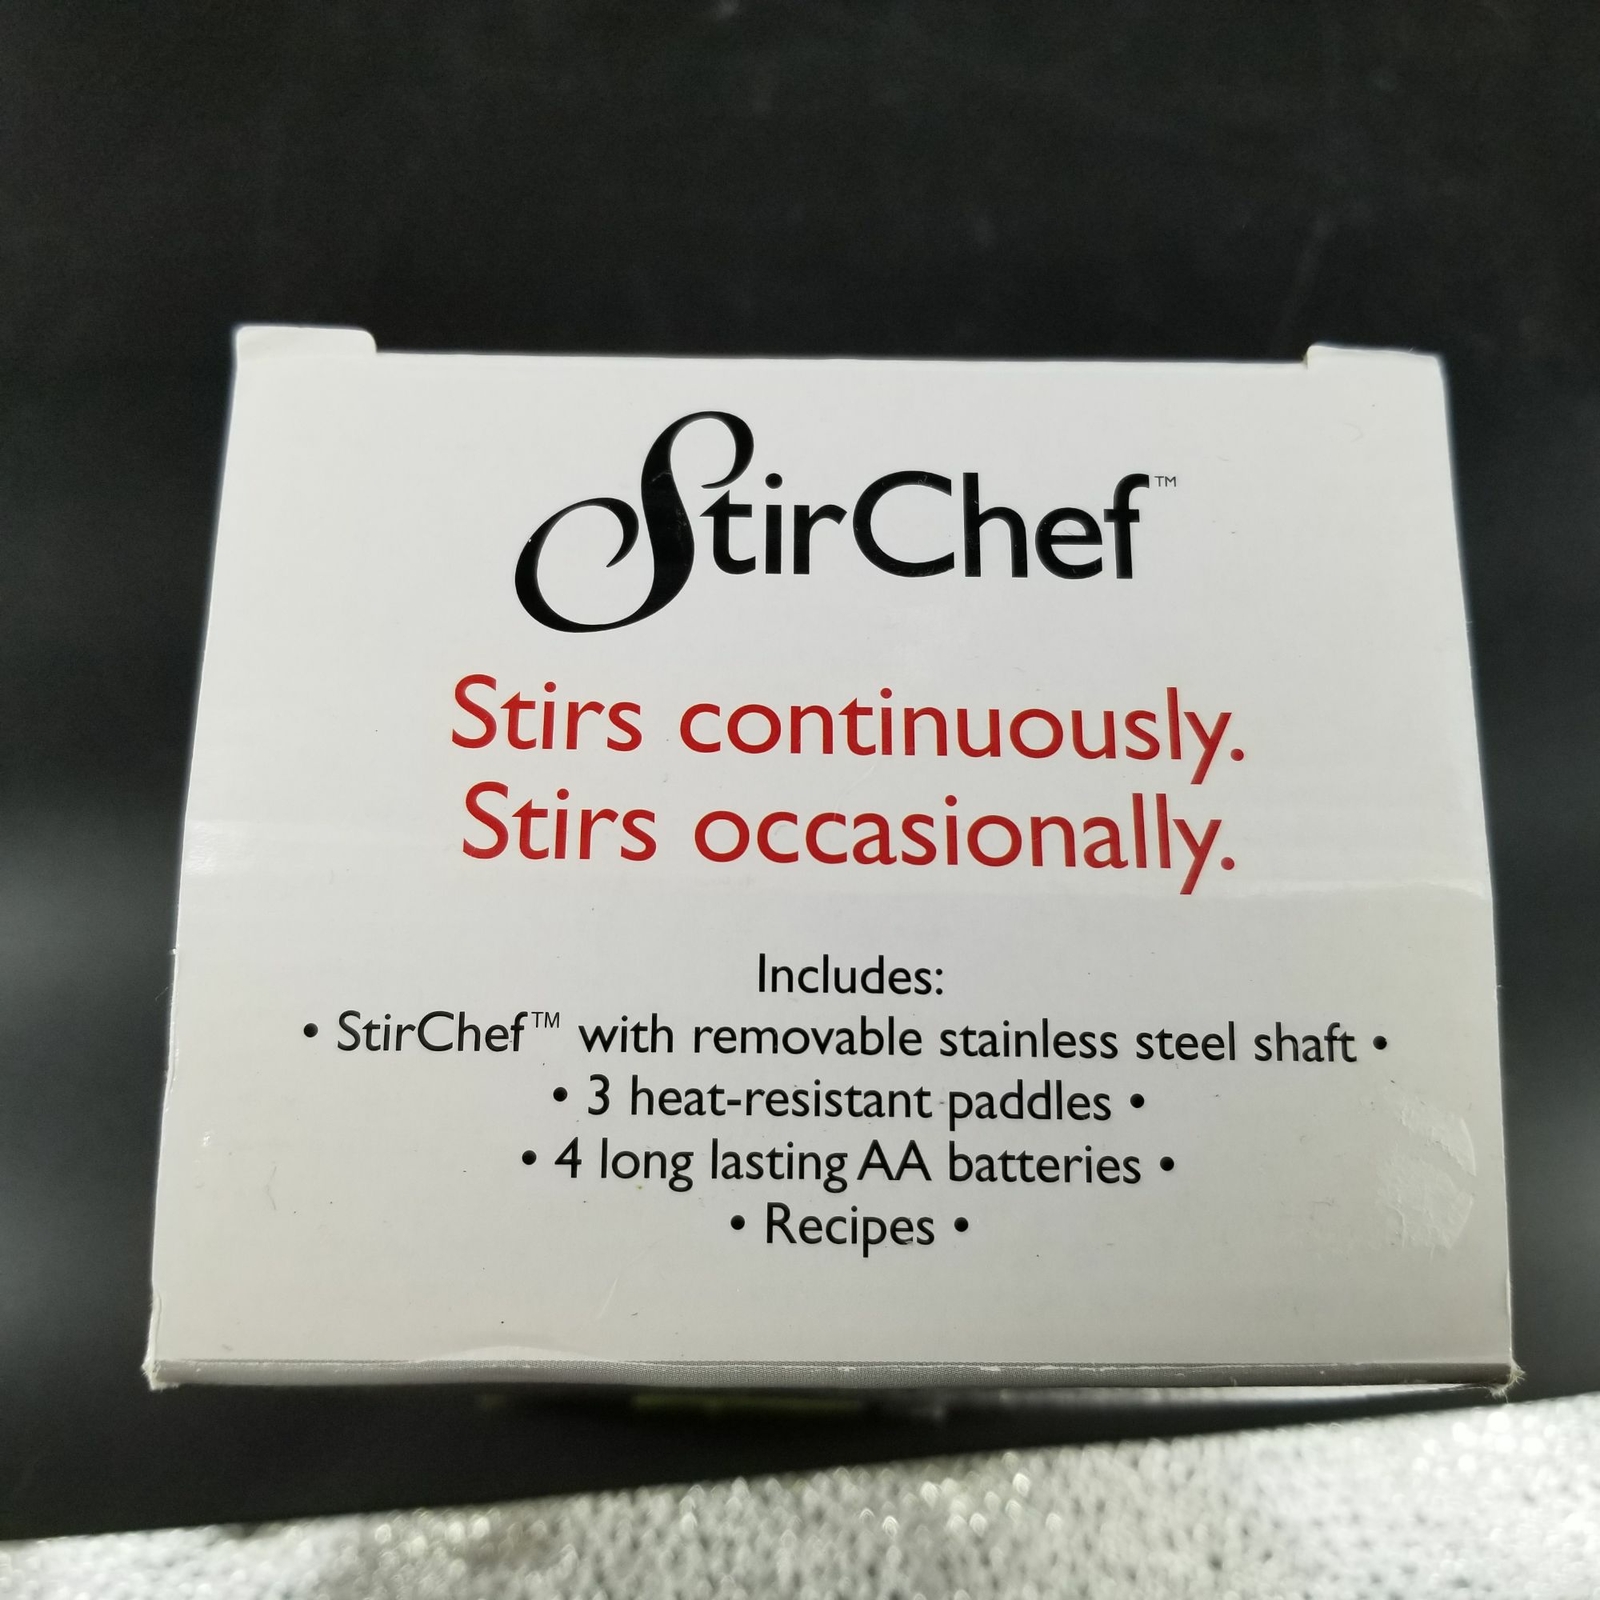 StirChef™
Stirs continuously.
Stirs occasionally.
Includes:
• StirChef™ with removable stainless steel shaft •
• 3 heat-resistant paddles •
• 4 long lasting AA batteries •
• Recipes •